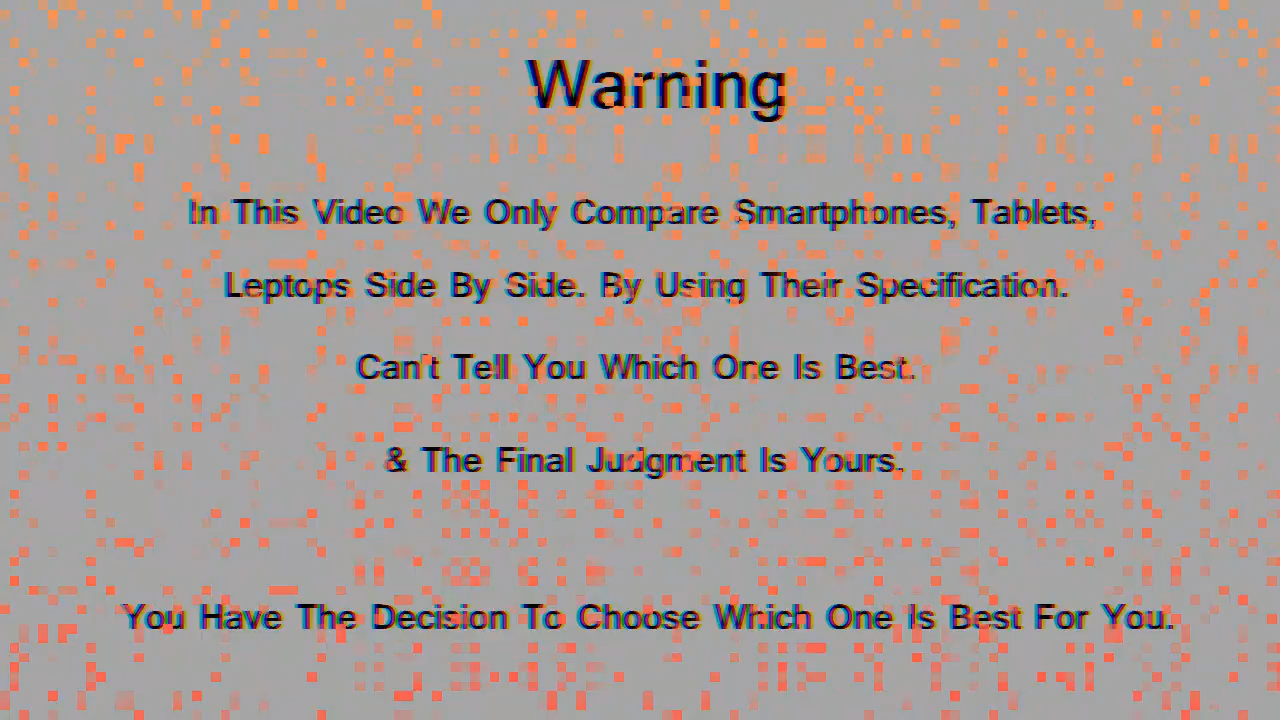 Warning
In This Video We Only Compare Smartphones, Tablets,
Leptops Side By Side. By Using Their Specification.
Can't Tell You Which One Is Best.
& The Final Judgment Is Yours.
You Have The Decision To Choose Which One Is Best For You.